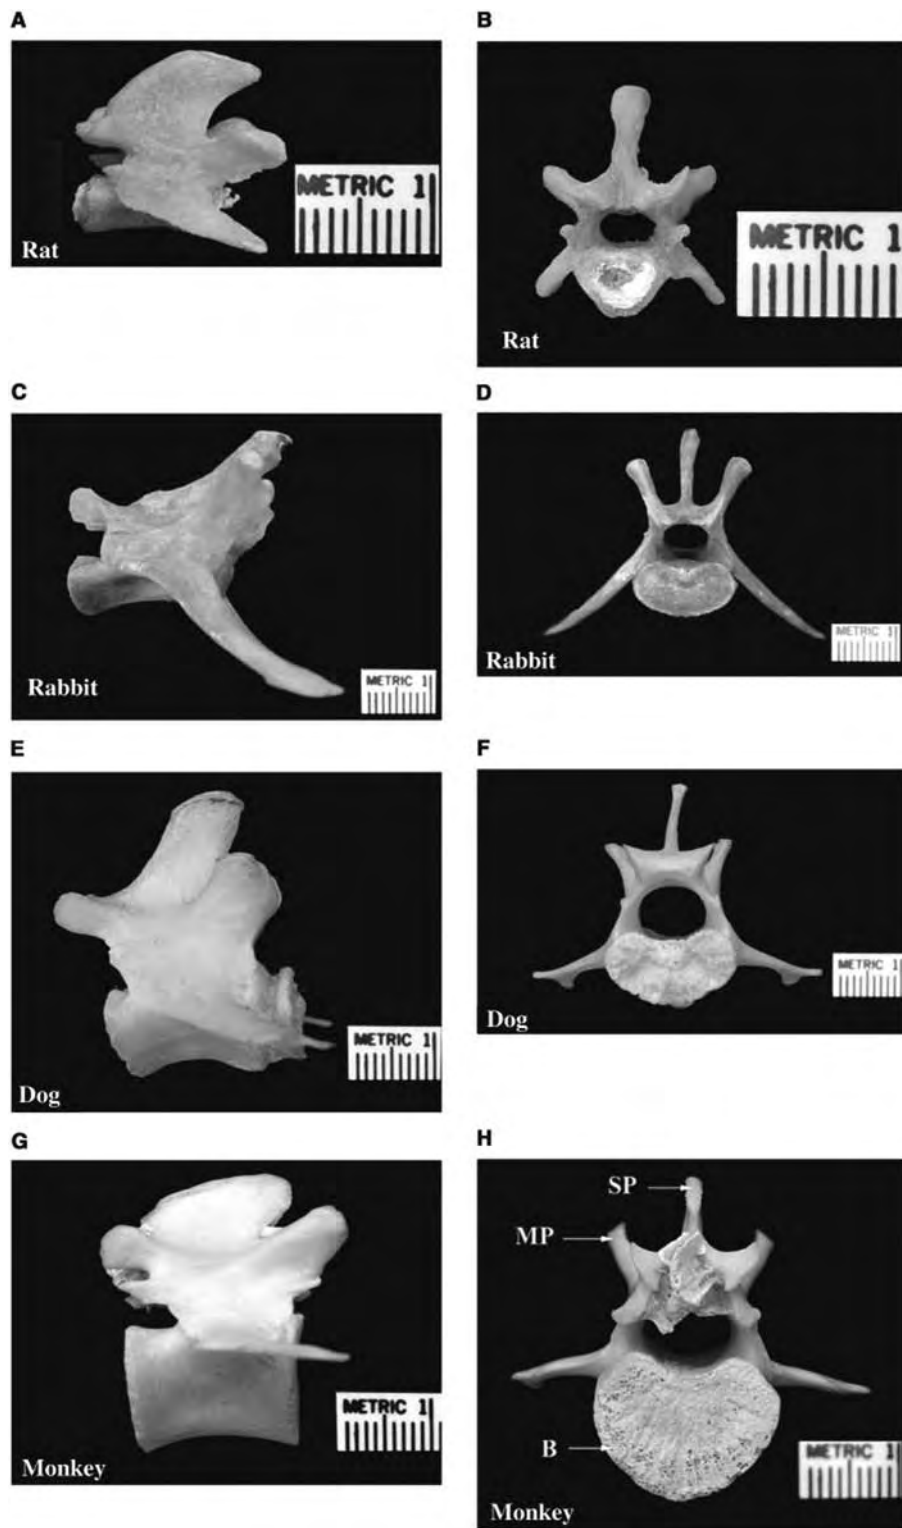 A
B
METRIC 1
Rat
METRIC 1
Rat
C
D
METRIC 1
Rabbit
METRIC 1
Rabbit
E
F
METRIC 1
Dog
METRIC 1
Dog
G
H
METRIC 1
Monkey
SP
MP
B
METRIC 1
Monkey